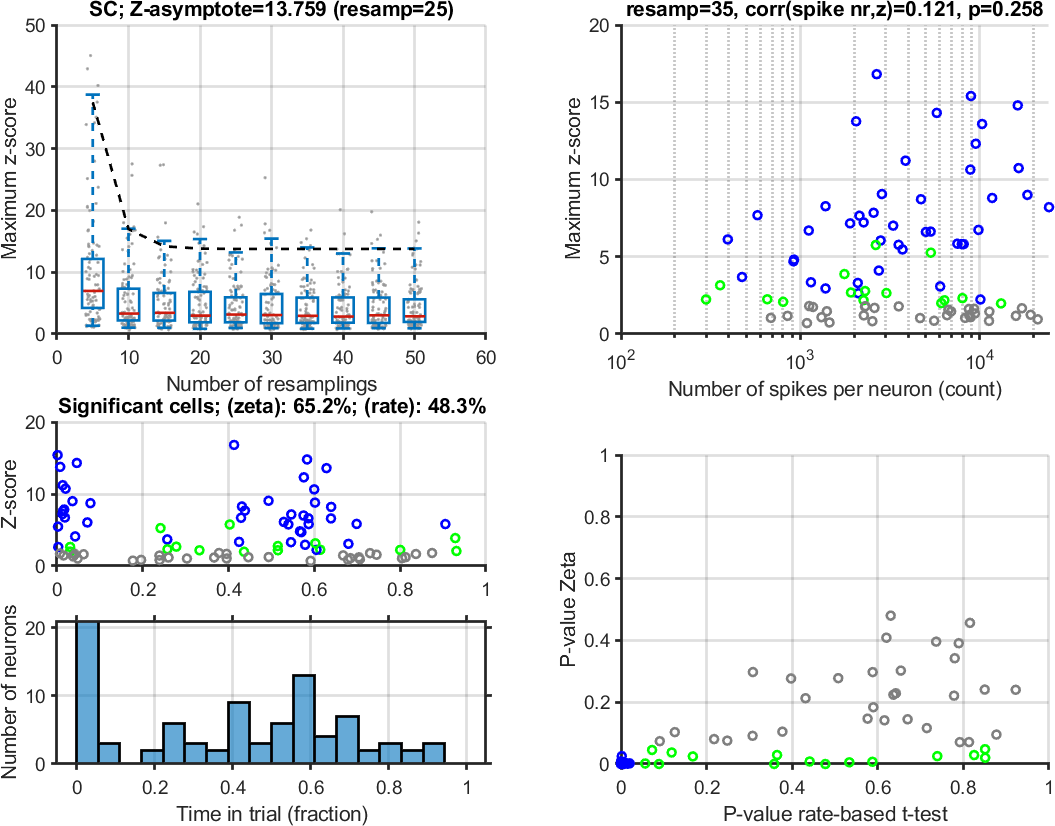 SC; Z-asymptote=13.759 (resamp=25)
Maximum z-score
50
40
30
20
10
0
0 10 20 30 40 50 60
Number of resamplings
resamp=35, corr(spike nr,z)=0.121, p=0.258
Maximum z-score
20
15
10
5
0
10^2 10^3 10^4
Number of spikes per neuron (count)
Significant cells; (zeta): 65.2%; (rate): 48.3%
Z-score
20
10
0
0 0.2 0.4 0.6 0.8 1
Number of neurons
20
10
0
0 0.2 0.4 0.6 0.8 1
Time in trial (fraction)
P-value Zeta
1
0.8
0.6
0.4
0.2
0
0 0.2 0.4 0.6 0.8 1
P-value rate-based t-test